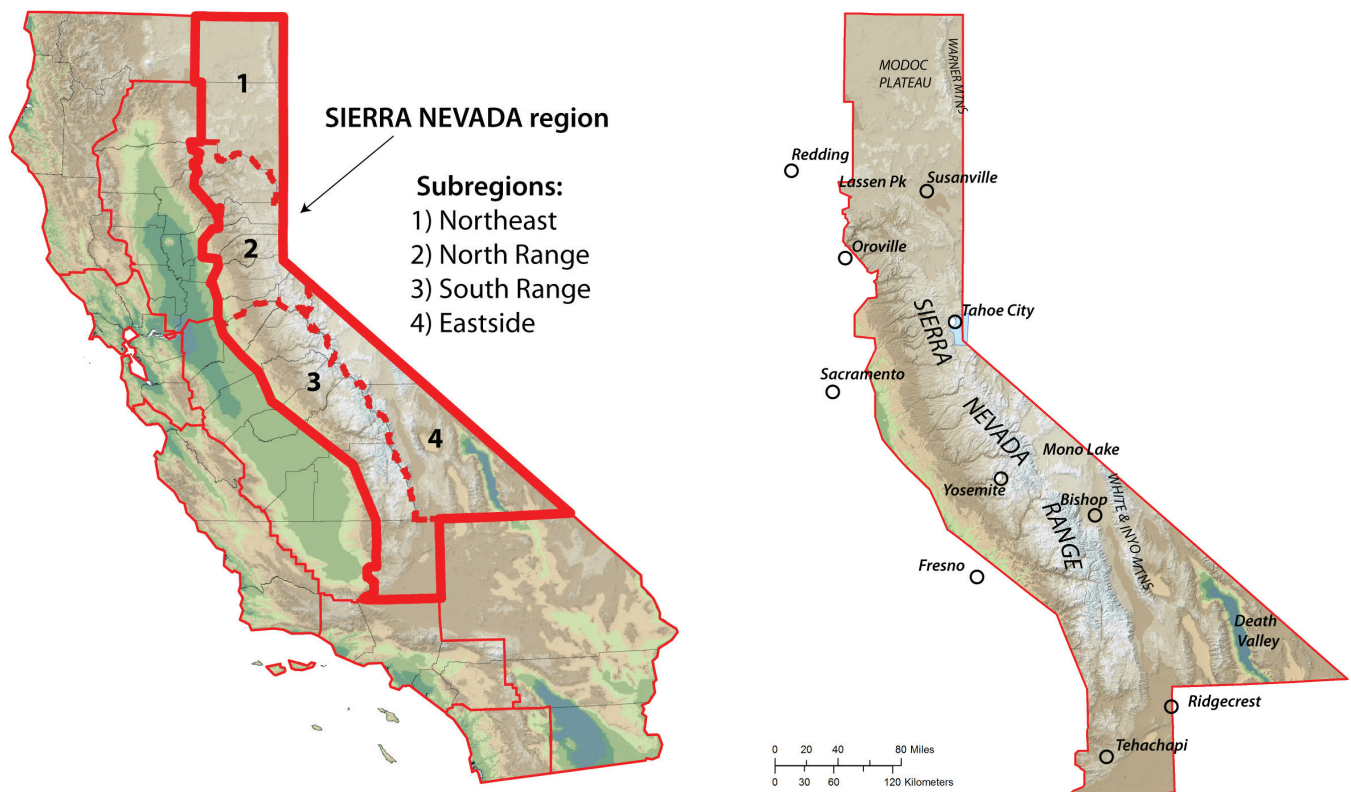 SIERRA NEVADA region
Subregions:
1) Northeast
2) North Range
3) South Range
4) Eastside
1
2
3
4
MODOC
PLATEAU
WARNER MTNS
Redding
Lassen Pk
Susanville
Oroville
SIERRA
Tahoe City
Sacramento
NEVADA
Mono Lake
Yosemite
Bishop
WHITE & INYO MTNS
RANGE
Fresno
Death
Valley
Ridgecrest
Tehachapi
0 20 40 80 Miles
0 30 60 120 Kilometers